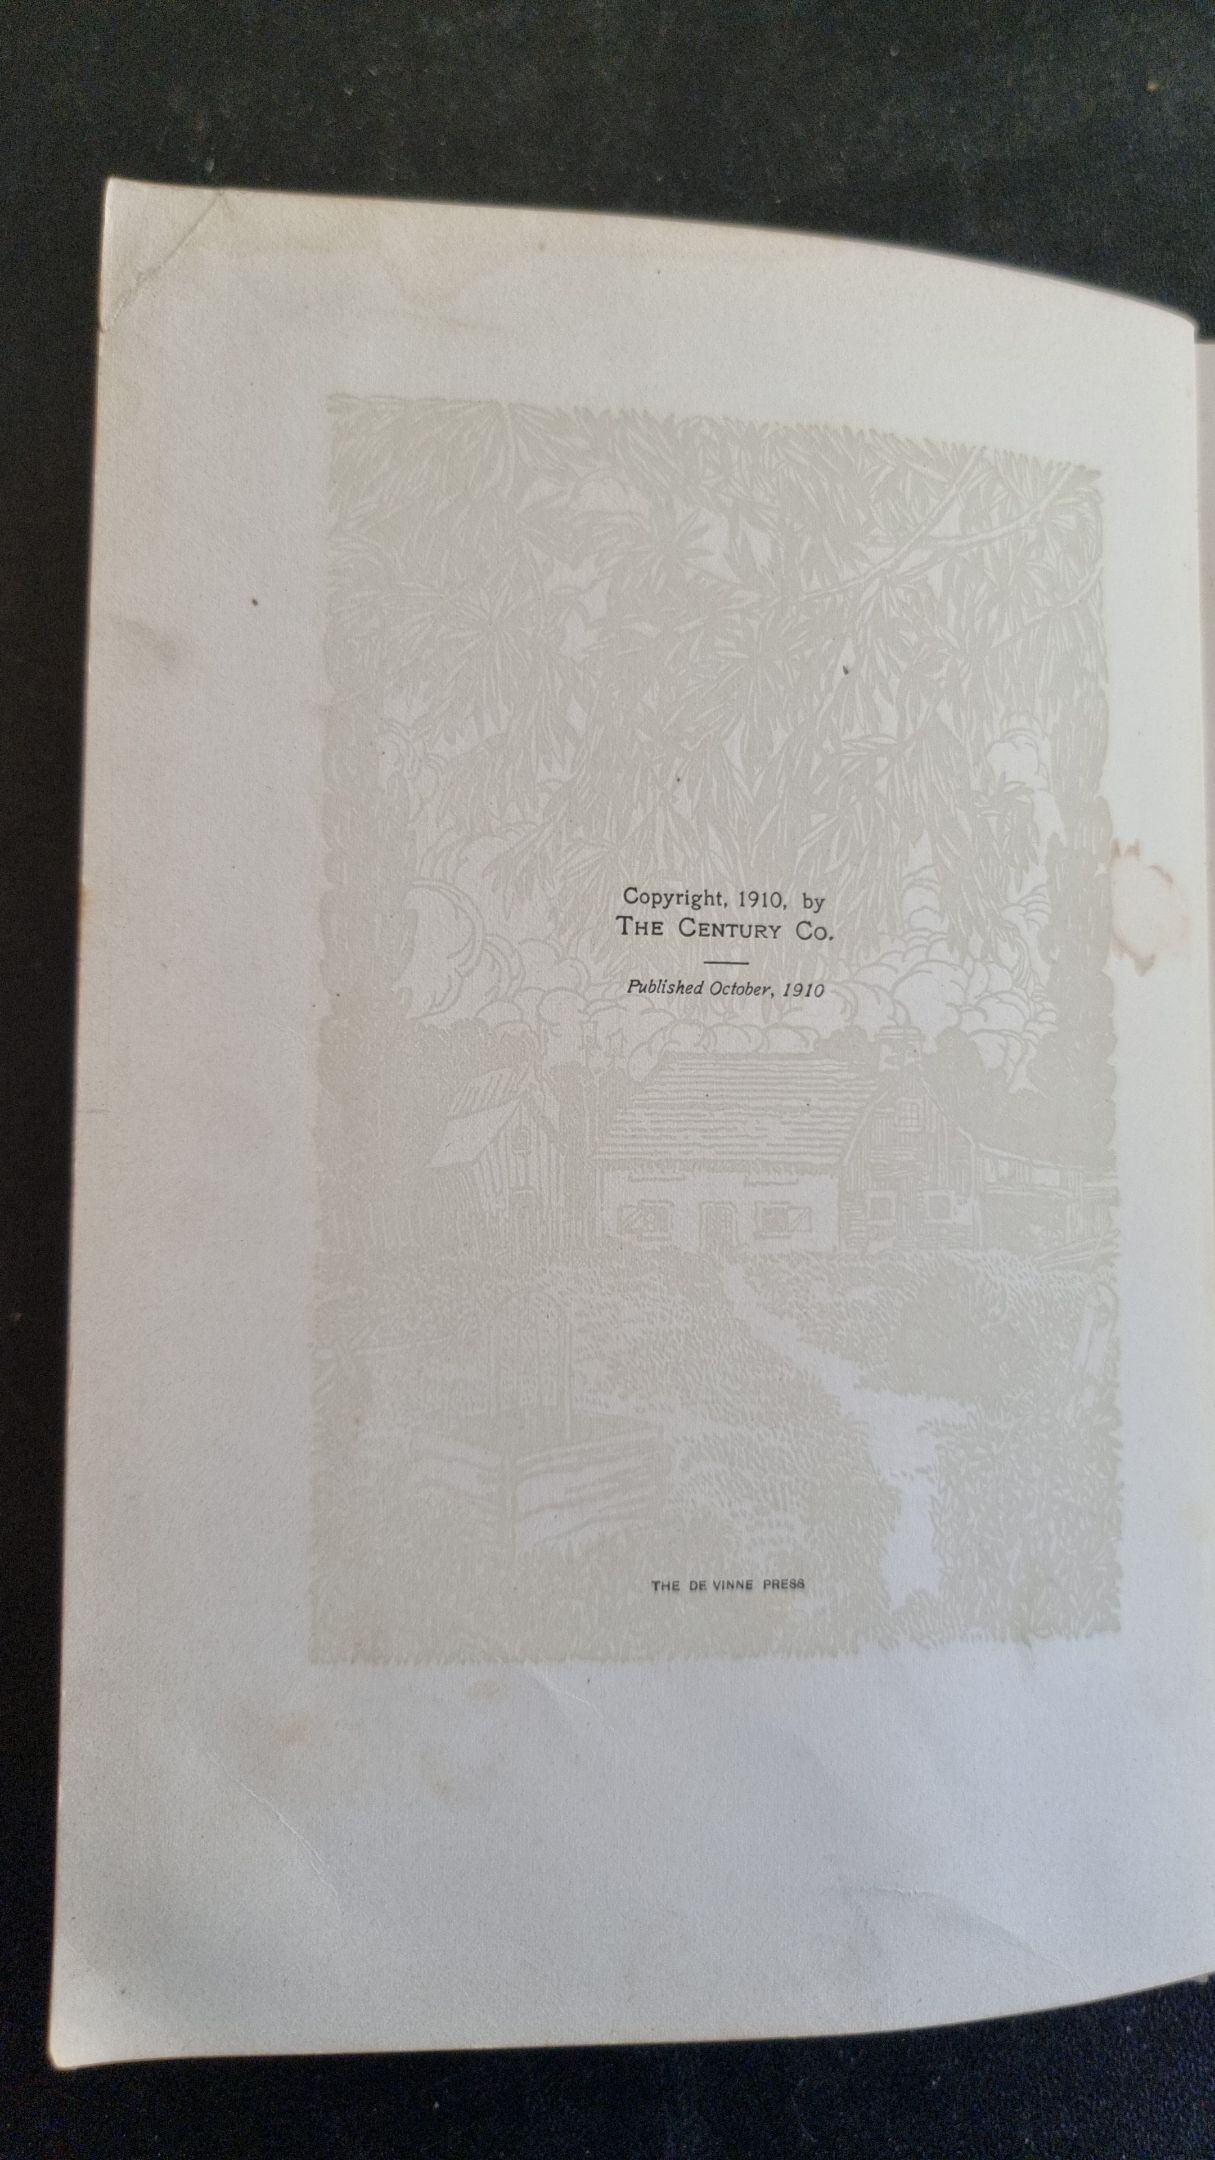 Copyright, 1910, by
THE CENTURY CO.
Published October, 1910
THE DE VINNE PRESS